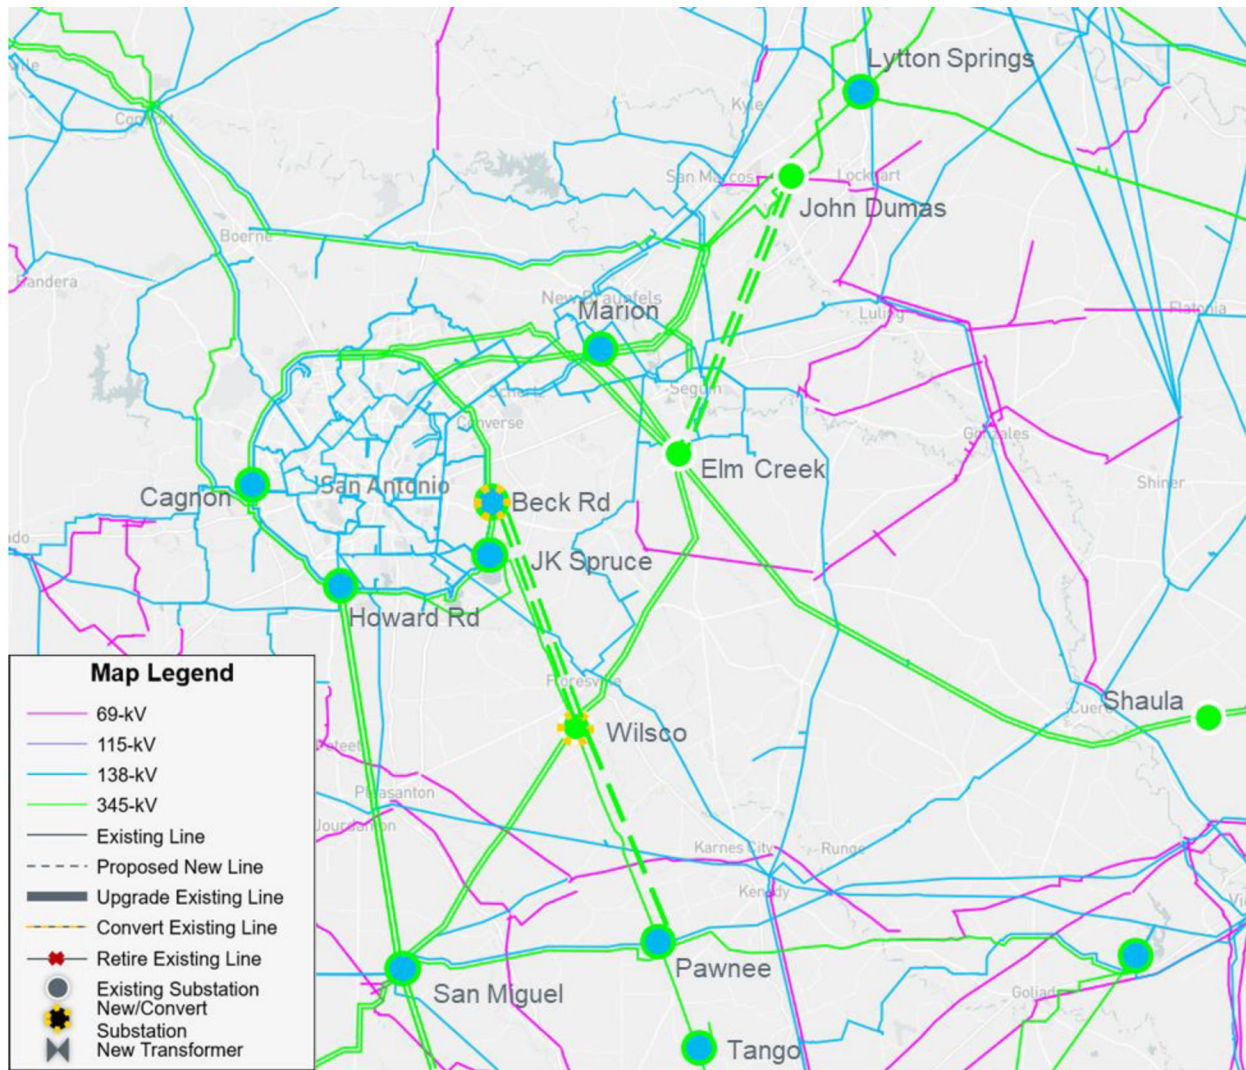 Lytton Springs
Kyle
Comfort
San Marcos
Lockhart
John Dumas
Boerne
Bandera
New Braunfels
Marion
Luling
Flatonia
Seguin
Schertz
Converse
Gonzales
Elm Creek
Cagnon
San Antonio
Beck Rd
Shiner
JK Spruce
Howard Rd
Floresville
Shaula
Cuero
Wilsco
Poteet
Pleasanton
Jourdanton
Karnes City
Runge
Kenedy
Pawnee
San Miguel
Goliad
Tango
Map Legend
69-kV
115-kV
138-kV
345-kV
Existing Line
Proposed New Line
Upgrade Existing Line
Convert Existing Line
Retire Existing Line
Existing Substation
New/Convert
Substation
New Transformer